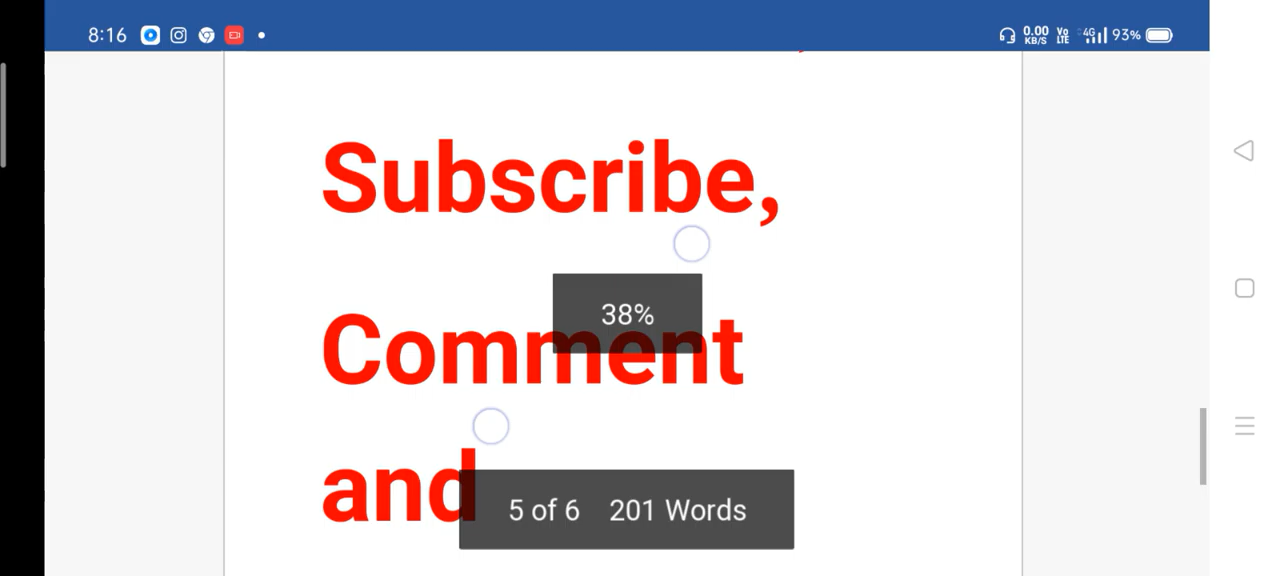 8:16 0.00 KB/S Vo LTE 4G 93%
Subscribe,
38%
Comment
and
5 of 6 201 Words